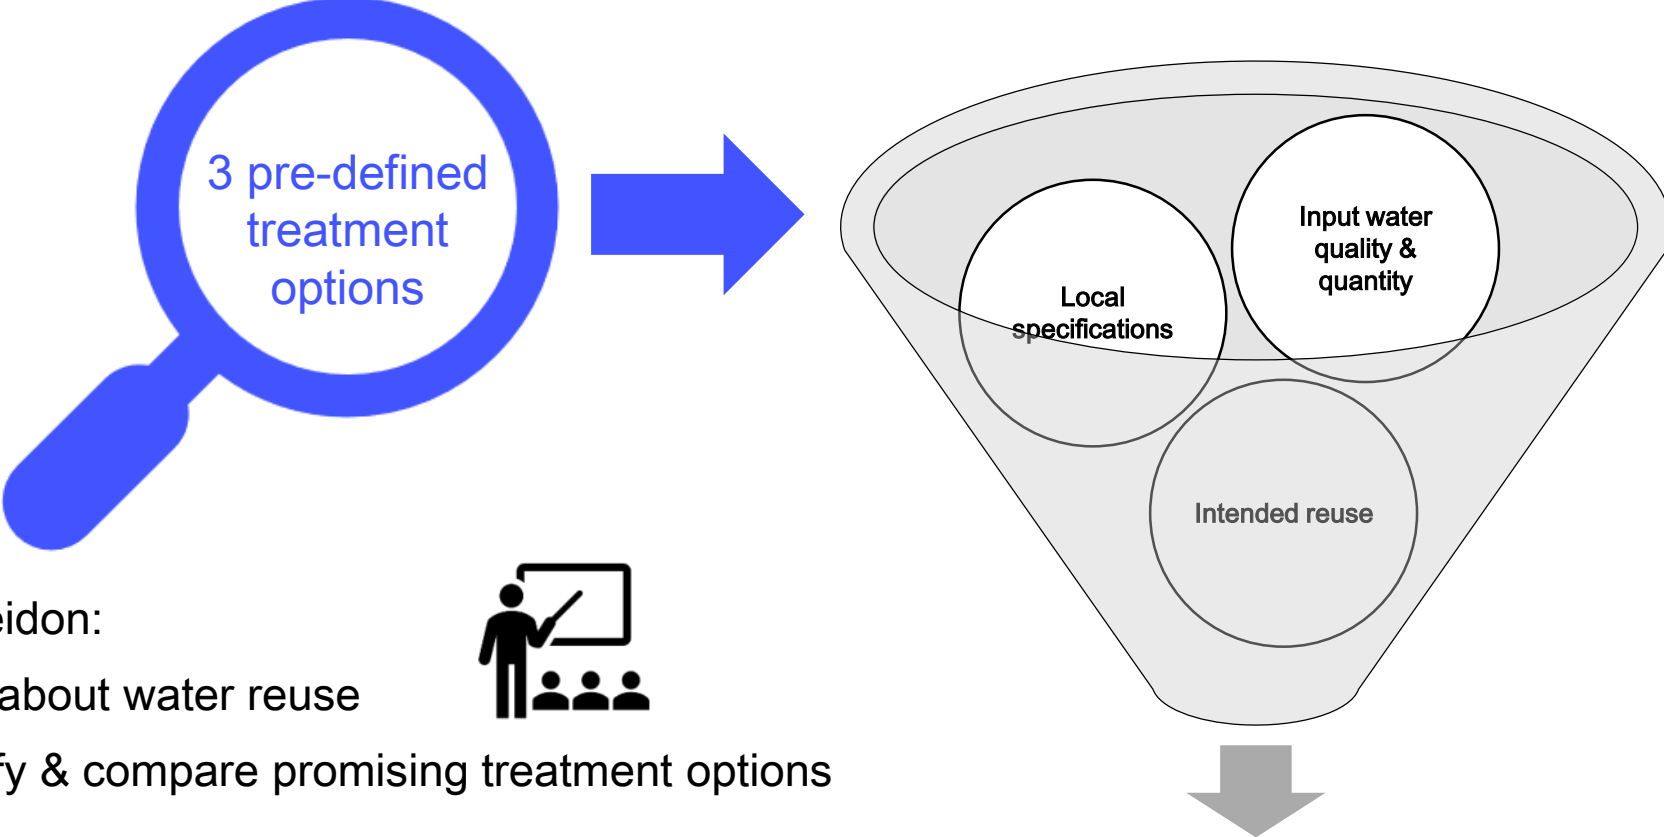 3 pre-defined
treatment
options
Input water
quality &
quantity
Local
specifications
Intended reuse
eidon:
about water reuse
fy & compare promising treatment options